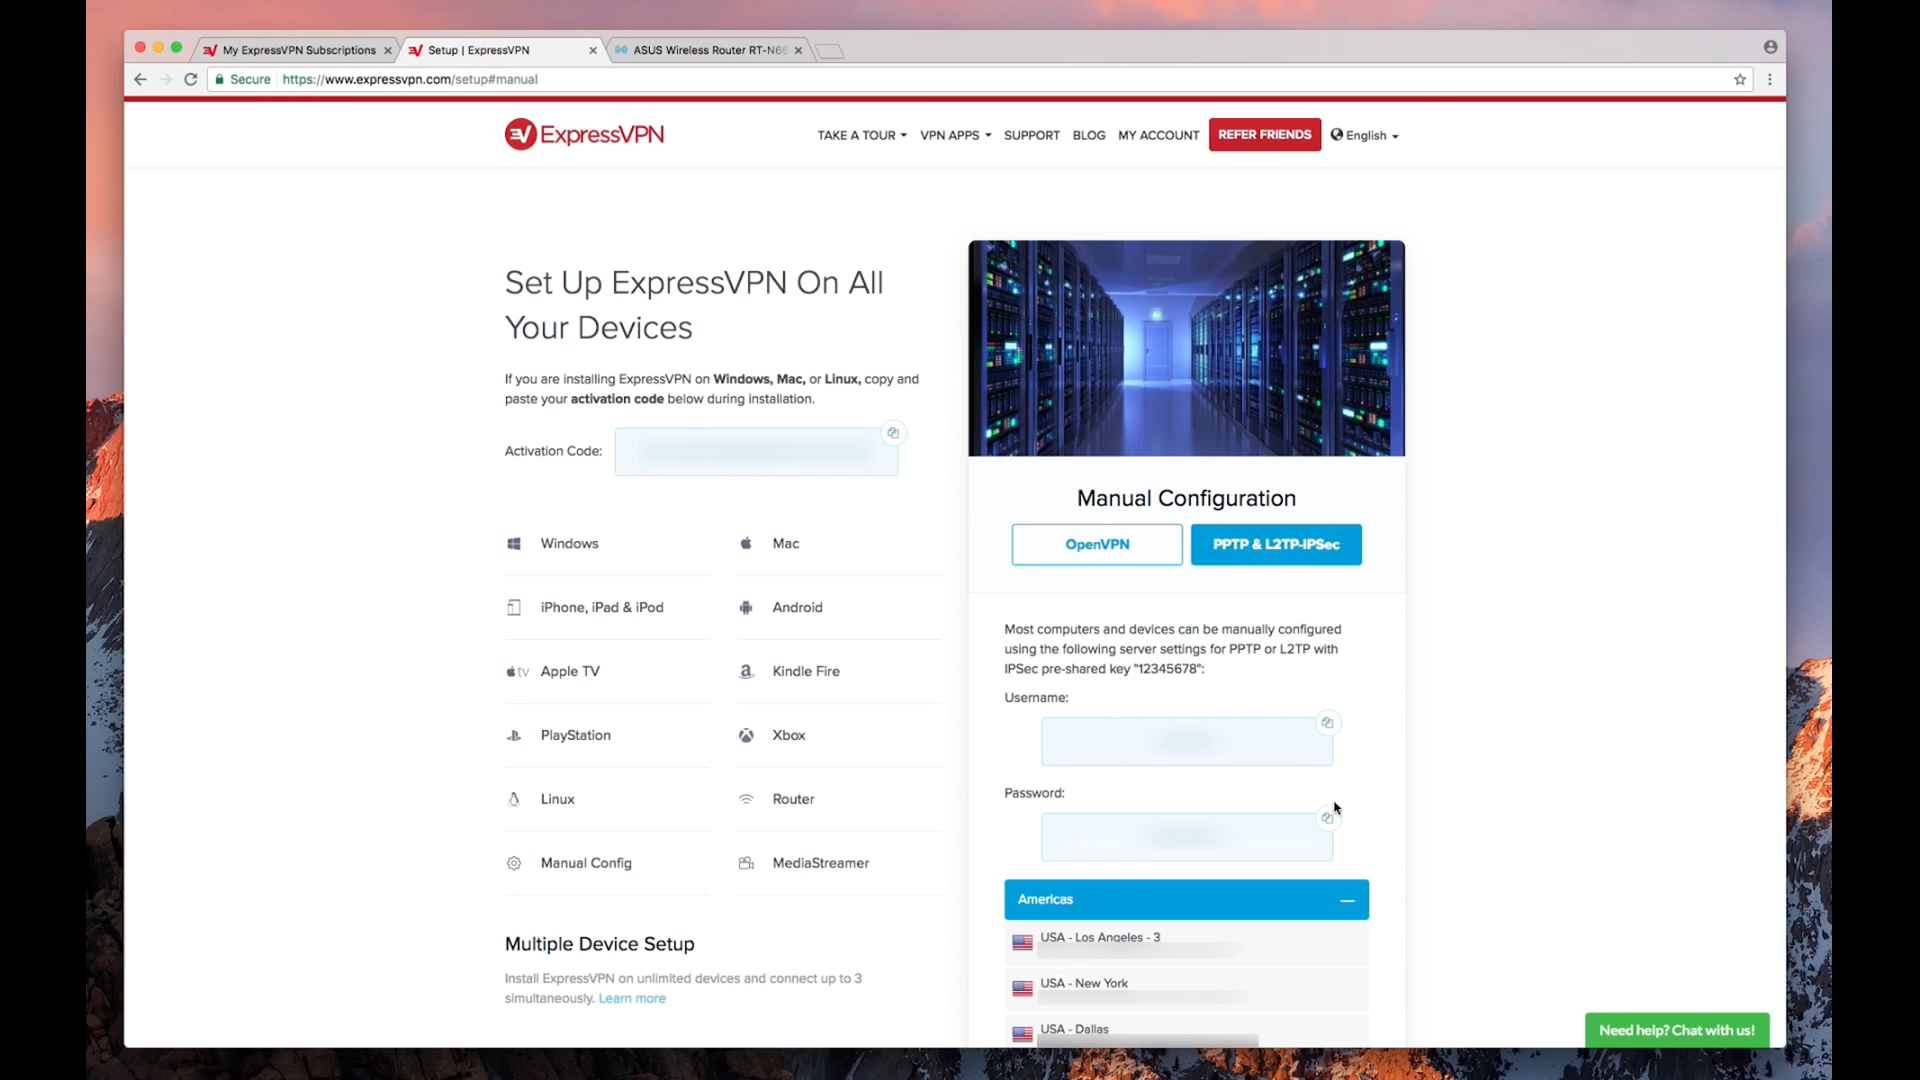 My ExpressVPN Subscriptions
Setup | ExpressVPN
ASUS Wireless Router RT-N66
Secure
https://www.expressvpn.com/setup#manual
ExpressVPN
TAKE A TOUR
VPN APPS
SUPPORT
BLOG
MY ACCOUNT
REFER FRIENDS
English
Set Up ExpressVPN On All
Your Devices
If you are installing ExpressVPN on Windows, Mac, or Linux, copy and
paste your activation code below during installation.
Activation Code:
Windows
Mac
iPhone, iPad & iPod
Android
tv
Apple TV
Kindle Fire
PlayStation
Xbox
Linux
Router
Manual Config
MediaStreamer
Multiple Device Setup
Install ExpressVPN on unlimited devices and connect up to 3
simultaneously. Learn more
Manual Configuration
OpenVPN
PPTP & L2TP-IPSec
Most computers and devices can be manually configured
using the following server settings for PPTP or L2TP with
IPSec pre-shared key "12345678":
Username:
Password:
Americas
USA - Los Angeles - 3
USA - New York
USA - Dallas
Need help? Chat with us!